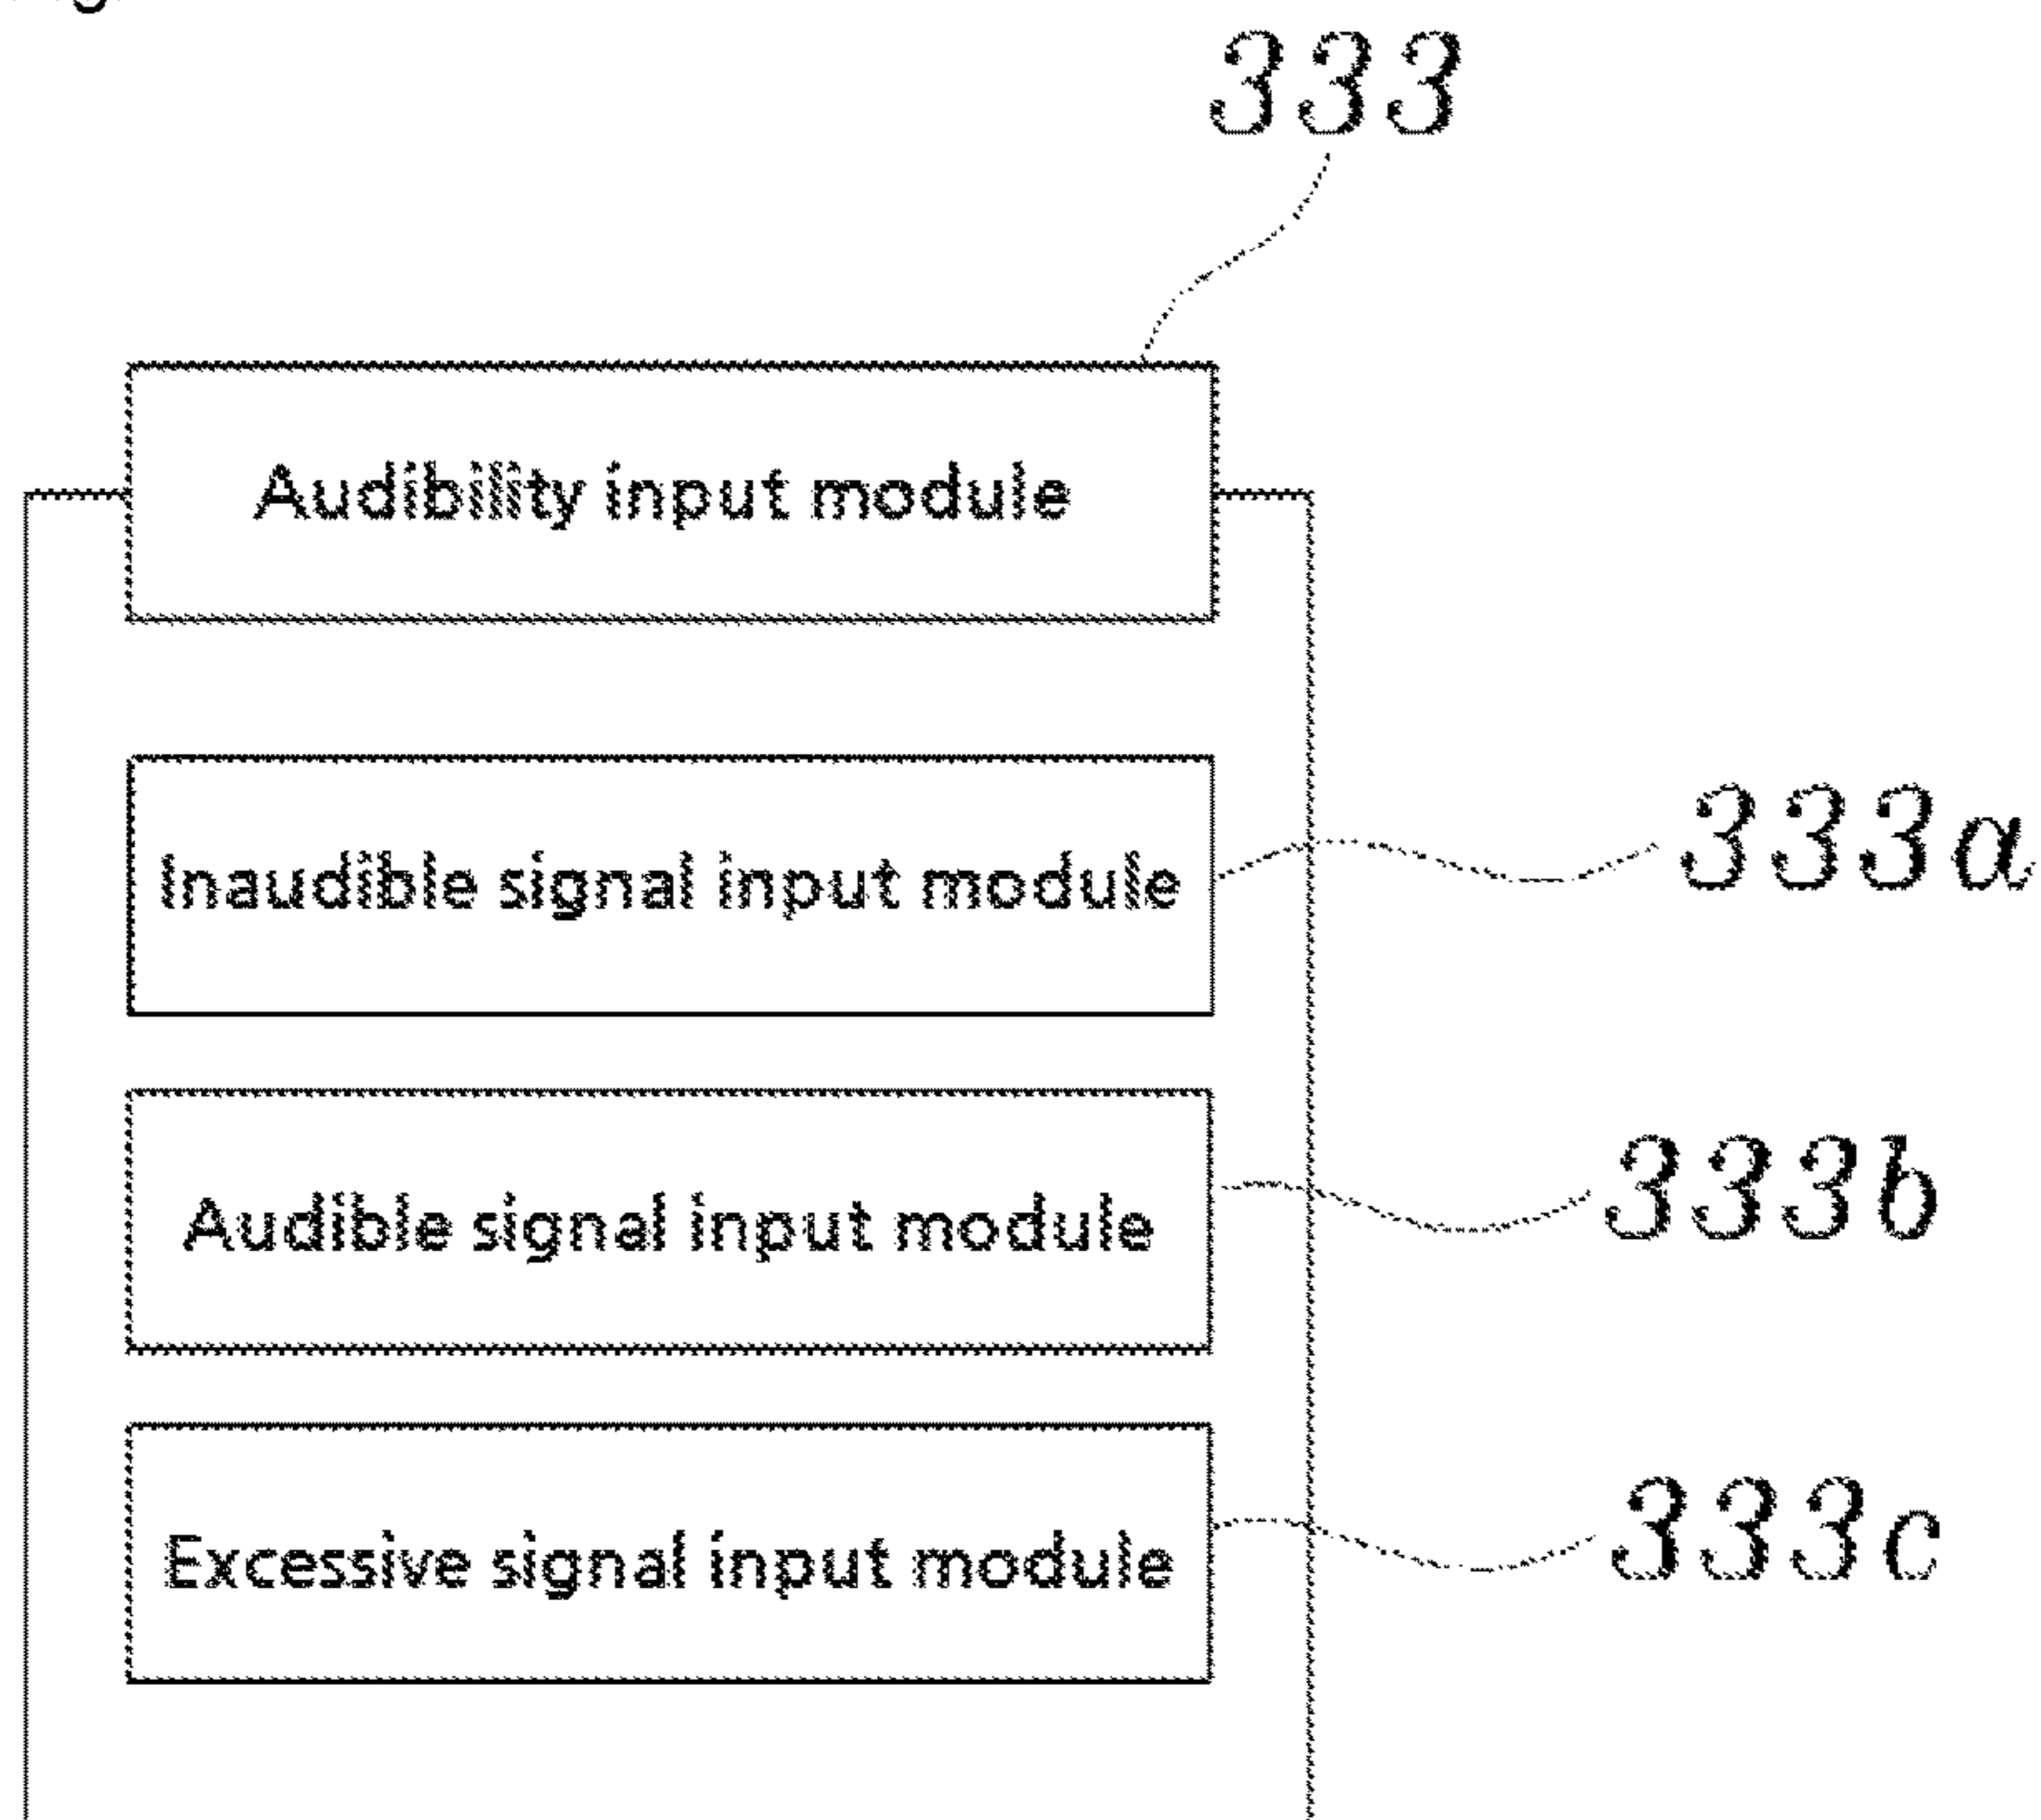 333
Audibility input module
Inaudible signal input module
333a
Audible signal input module
333b
Excessive signal input module
333c